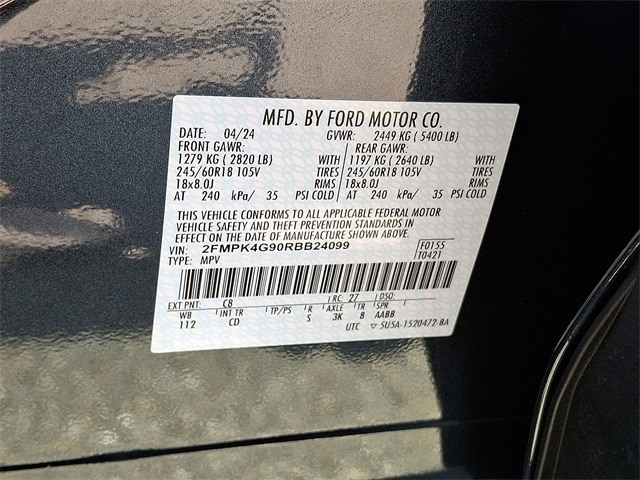 MFD. BY FORD MOTOR CO.
DATE: 04/24 GVWR: 2449 KG ( 5400 LB)
FRONT GAWR: REAR GAWR:
1279 KG ( 2820 LB) WITH 1197 KG ( 2640 LB) WITH
245/60R18 105V TIRES 245/60R18 105V TIRES
18x8.0J RIMS 18x8.0J RIMS
AT 240 kPa/ 35 PSI COLD AT 240 kPa/ 35 PSI COLD
THIS VEHICLE CONFORMS TO ALL APPLICABLE FEDERAL MOTOR
VEHICLE SAFETY AND THEFT PREVENTION STANDARDS IN
EFFECT ON THE DATE OF MANUFACTURE SHOWN ABOVE.
VIN: 2FMPK4G90RBB24099 F0155
TYPE: MPV T0421
EXT PNT: C8 RC: 27 DSO:
WB INT TR TP/PS R AXLE TR SPR
112 CD S 3K 8 AABB
UTC ▽ 5U5A-1520472-BA